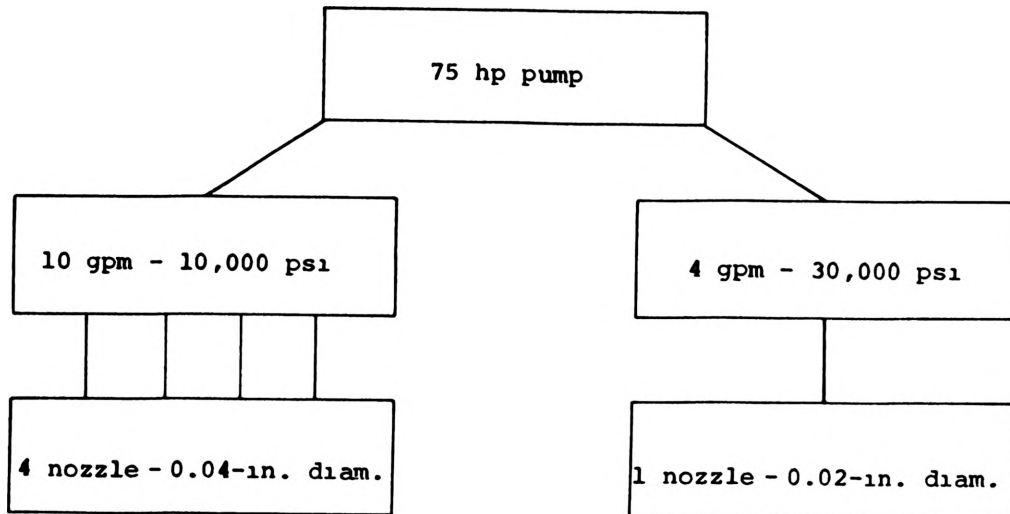 75 hp pump
10 gpm - 10,000 psi
4 gpm - 30,000 psi
4 nozzle - 0.04-in. diam.
1 nozzle - 0.02-in. diam.